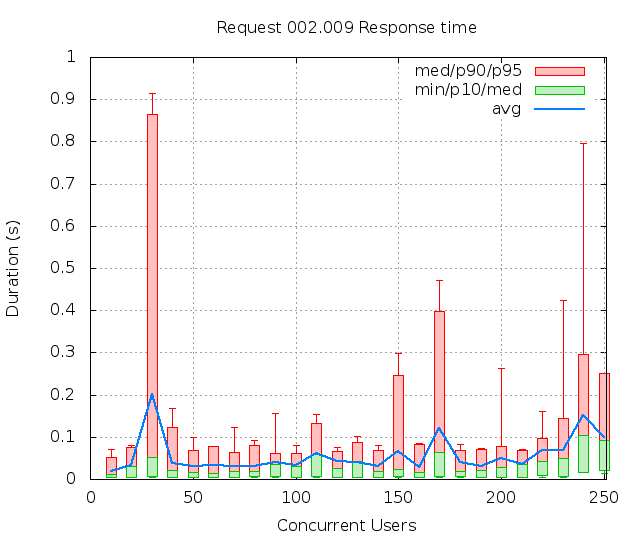 Request 002.009 Response time
med/p90/p95
min/p10/med
avg
Duration (s)
1
0.9
0.8
0.7
0.6
0.5
0.4
0.3
0.2
0.1
0
0 50 100 150 200 250
Concurrent Users